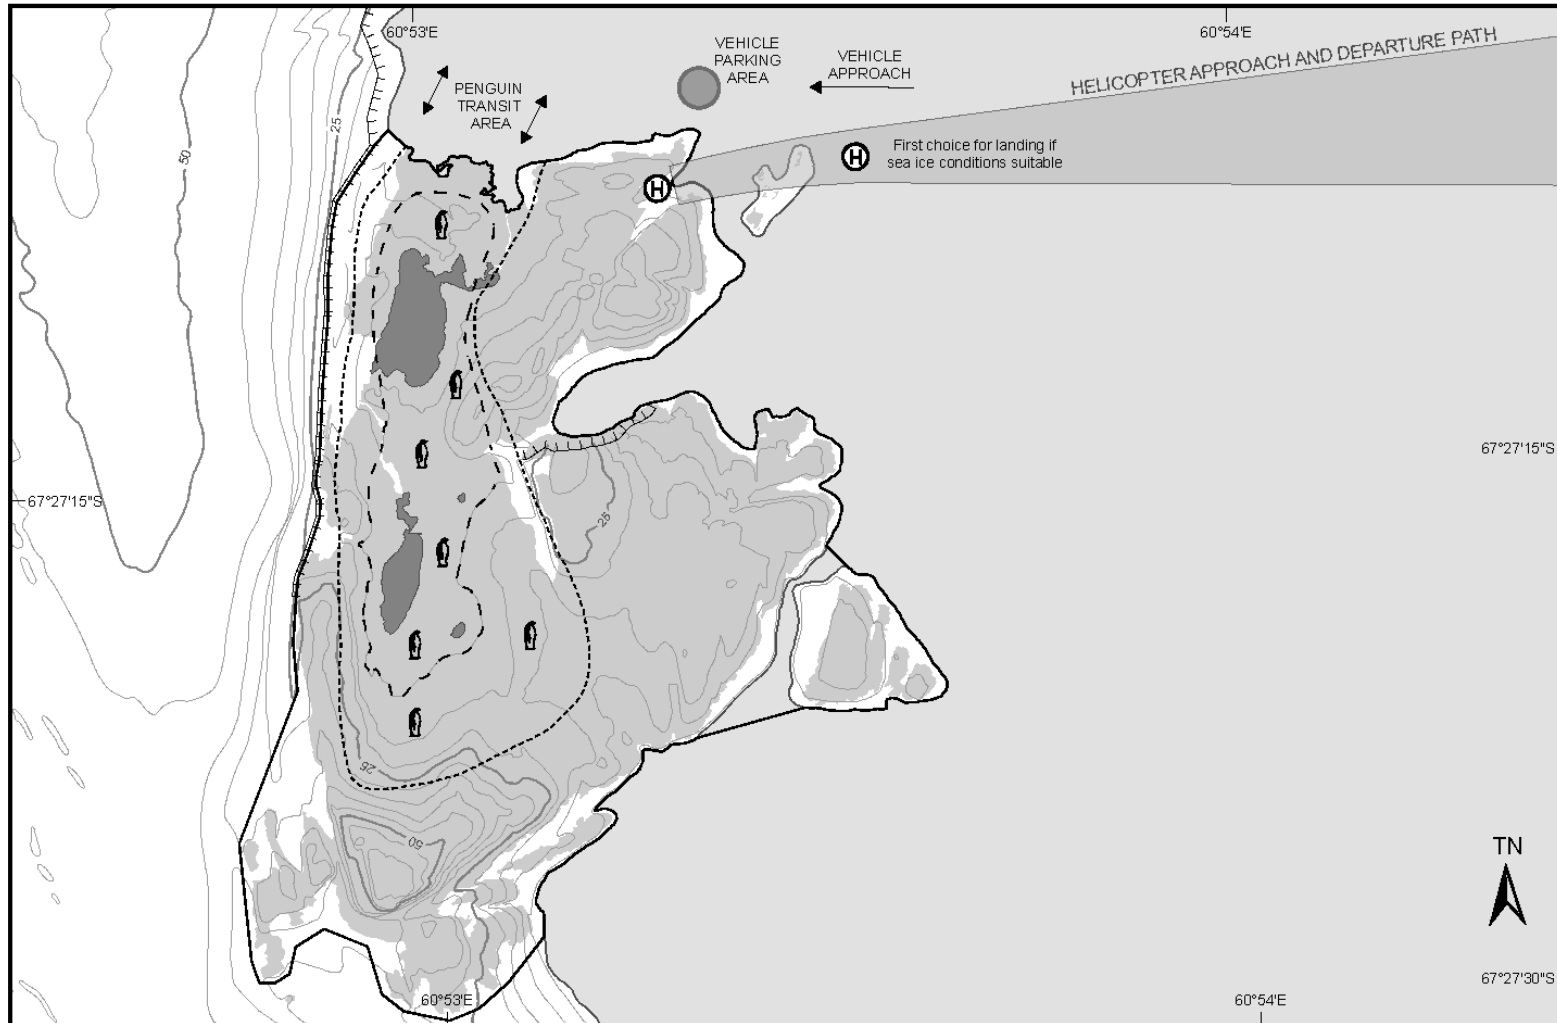 60°53'E
60°54'E
VEHICLE
PARKING
AREA
VEHICLE
APPROACH
HELICOPTER APPROACH AND DEPARTURE PATH
PENGUIN
TRANSIT
AREA
25
50
H
First choice for landing if
sea ice conditions suitable
H
67°27'15"S
67°27'15"S
25
25
50
TN
67°27'30"S
60°53'E
60°54'E